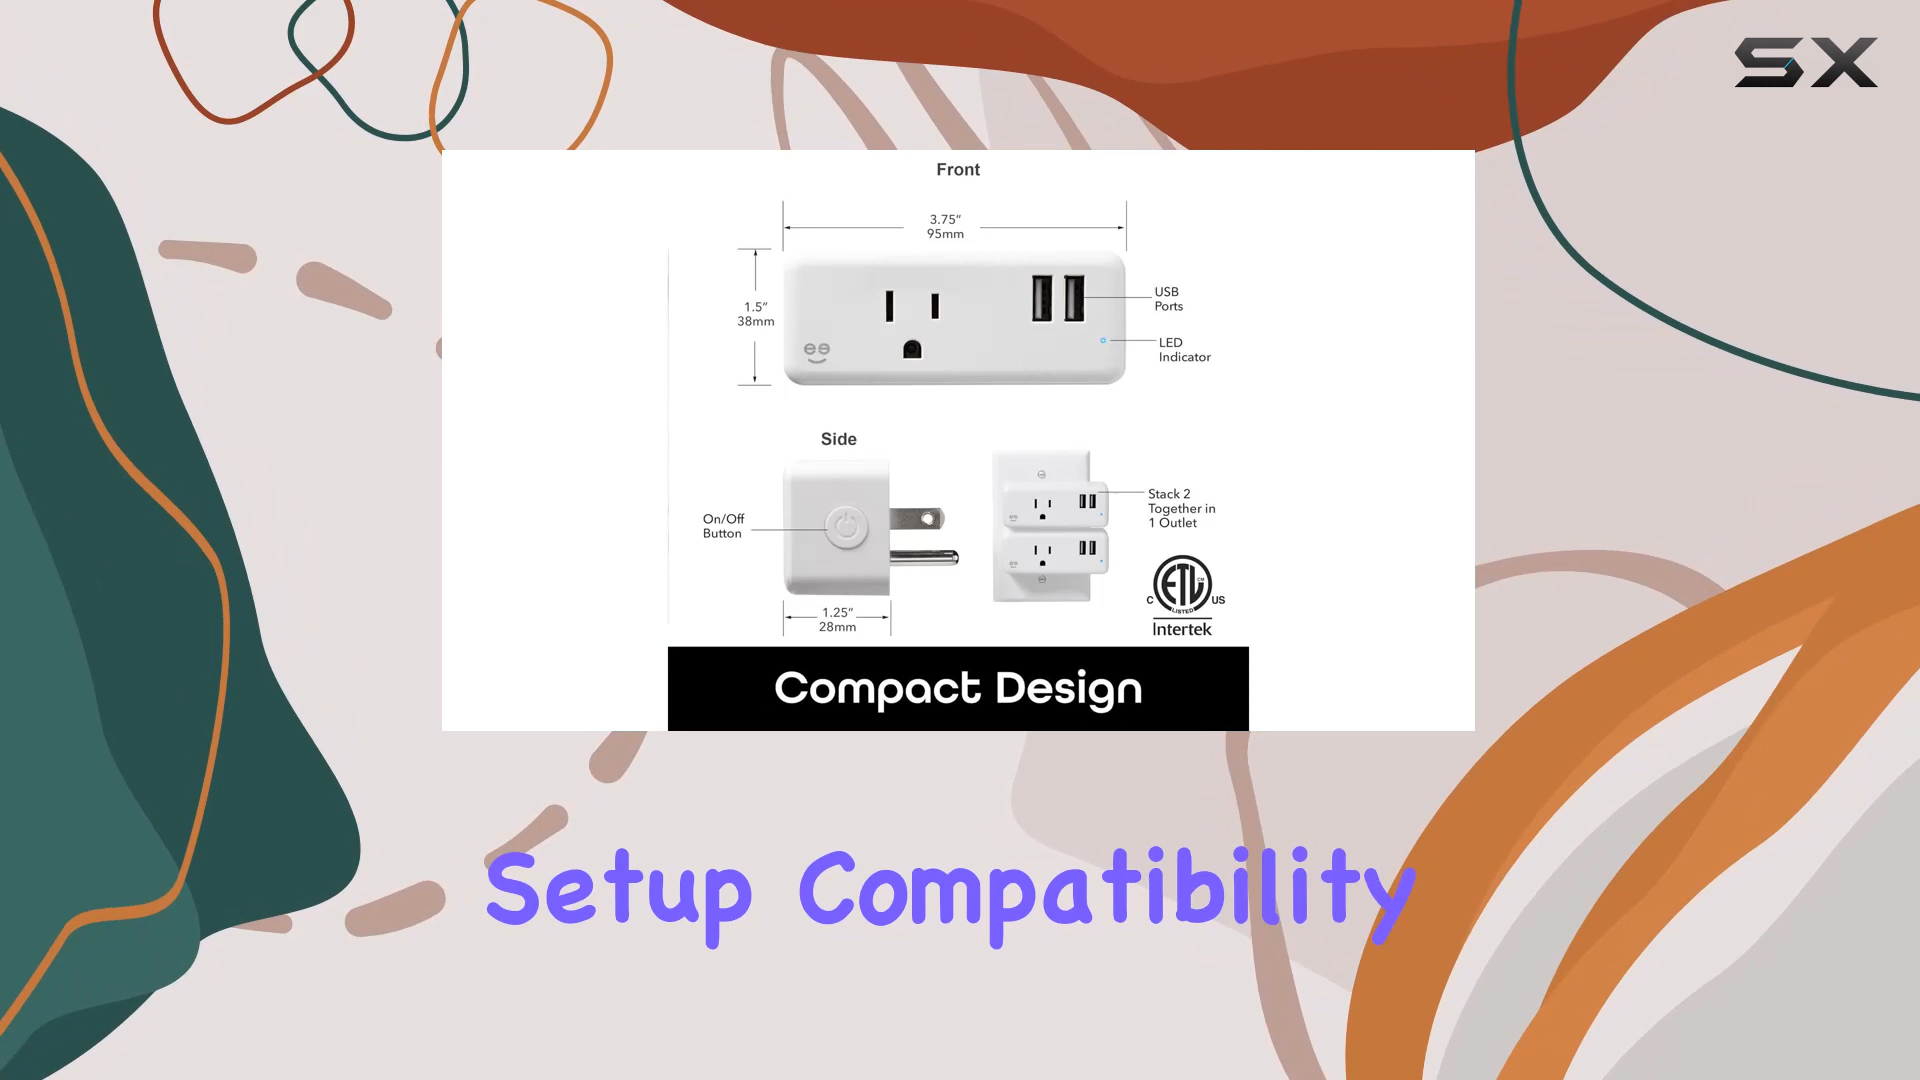 SX
Front
3.75"
95mm
1.5"
38mm
USB
Ports
LED
Indicator
Side
On/Off
Button
1.25"
28mm
Stack 2
Together in
1 Outlet
ETL CM
LISTED
C US
Intertek
Compact Design
Setup Compatibility